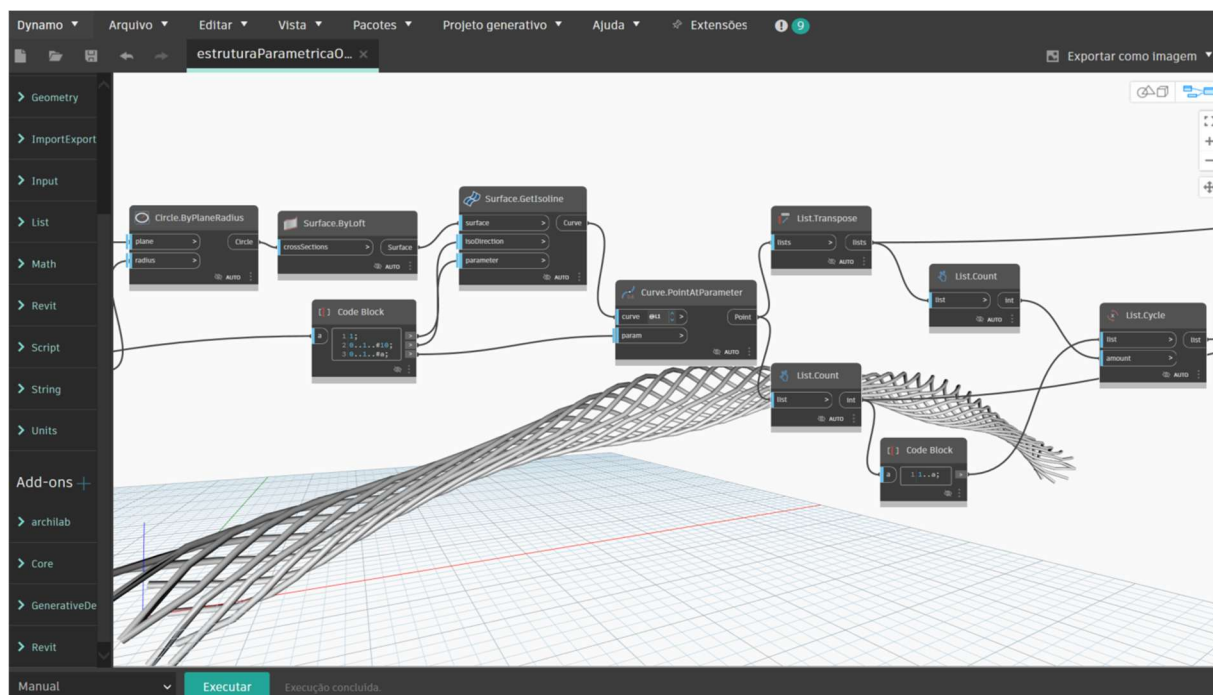 Dynamo Arquivo Editar Vista Pacotes Projeto generativo Ajuda Extensões 9
estruturaParametricaO... ×
Exportar como Imagem
Geometry
ImportExport
Input
List
Math
Revit
Script
String
Units
Add-ons +
archilab
Core
GenerativeDe
Revit
Circle.ByPlaneRadius
plane > Circle
radius >
AUTO
Surface.ByLoft
crossSections > Surface
AUTO
Surface.GetIsoline
surface > Curve
isoDirection >
parameter >
AUTO
Code Block
a
1 1;
2 0..1..#10;
3 0..1..#a;
Curve.PointAtParameter
curve @L1 > Point
param >
AUTO
List.Transpose
lists > lists
AUTO
List.Count
list > int
AUTO
List.Count
list > int
AUTO
Code Block
a 1 1..a; >
List.Cycle
list > list
amount >
AUTO
Manual Executar Execução concluída.